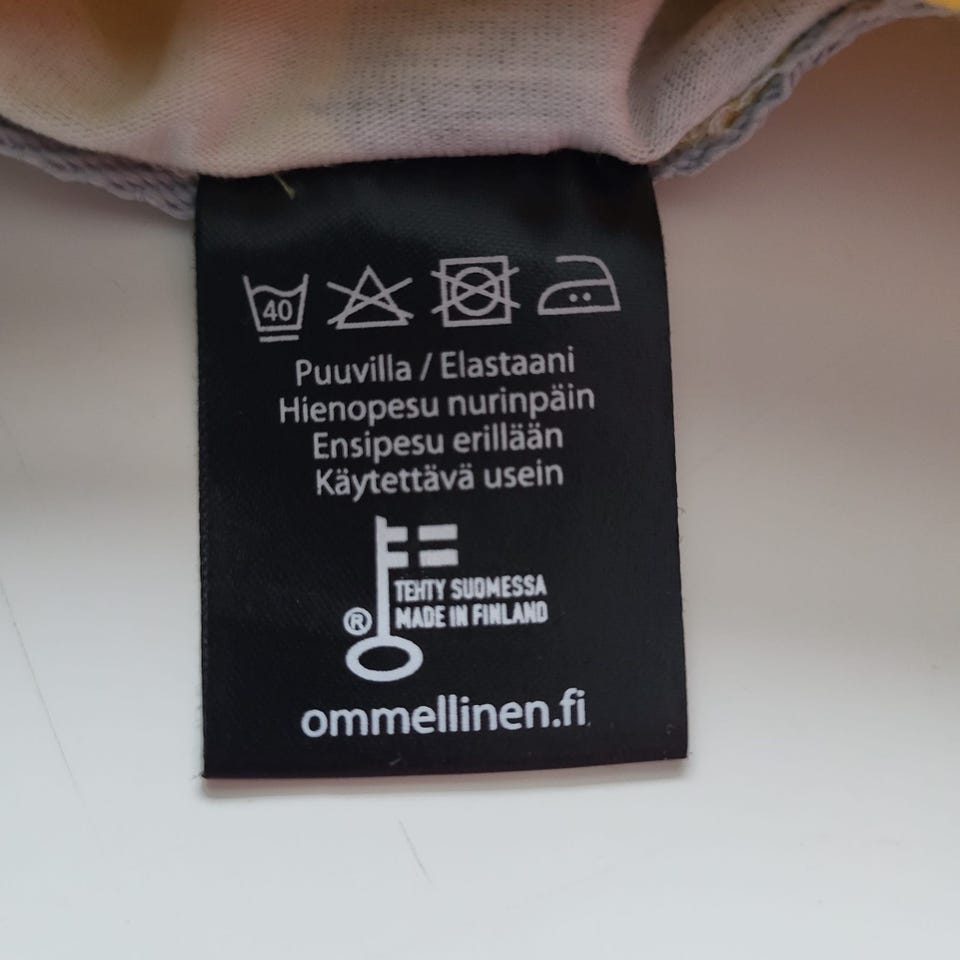 40
Puuvilla / Elastaani
Hienopesu nurinpäin
Ensipesu erillään
Käytettävä usein
TEHTY SUOMESSA
® MADE IN FINLAND
ommellinen.fi